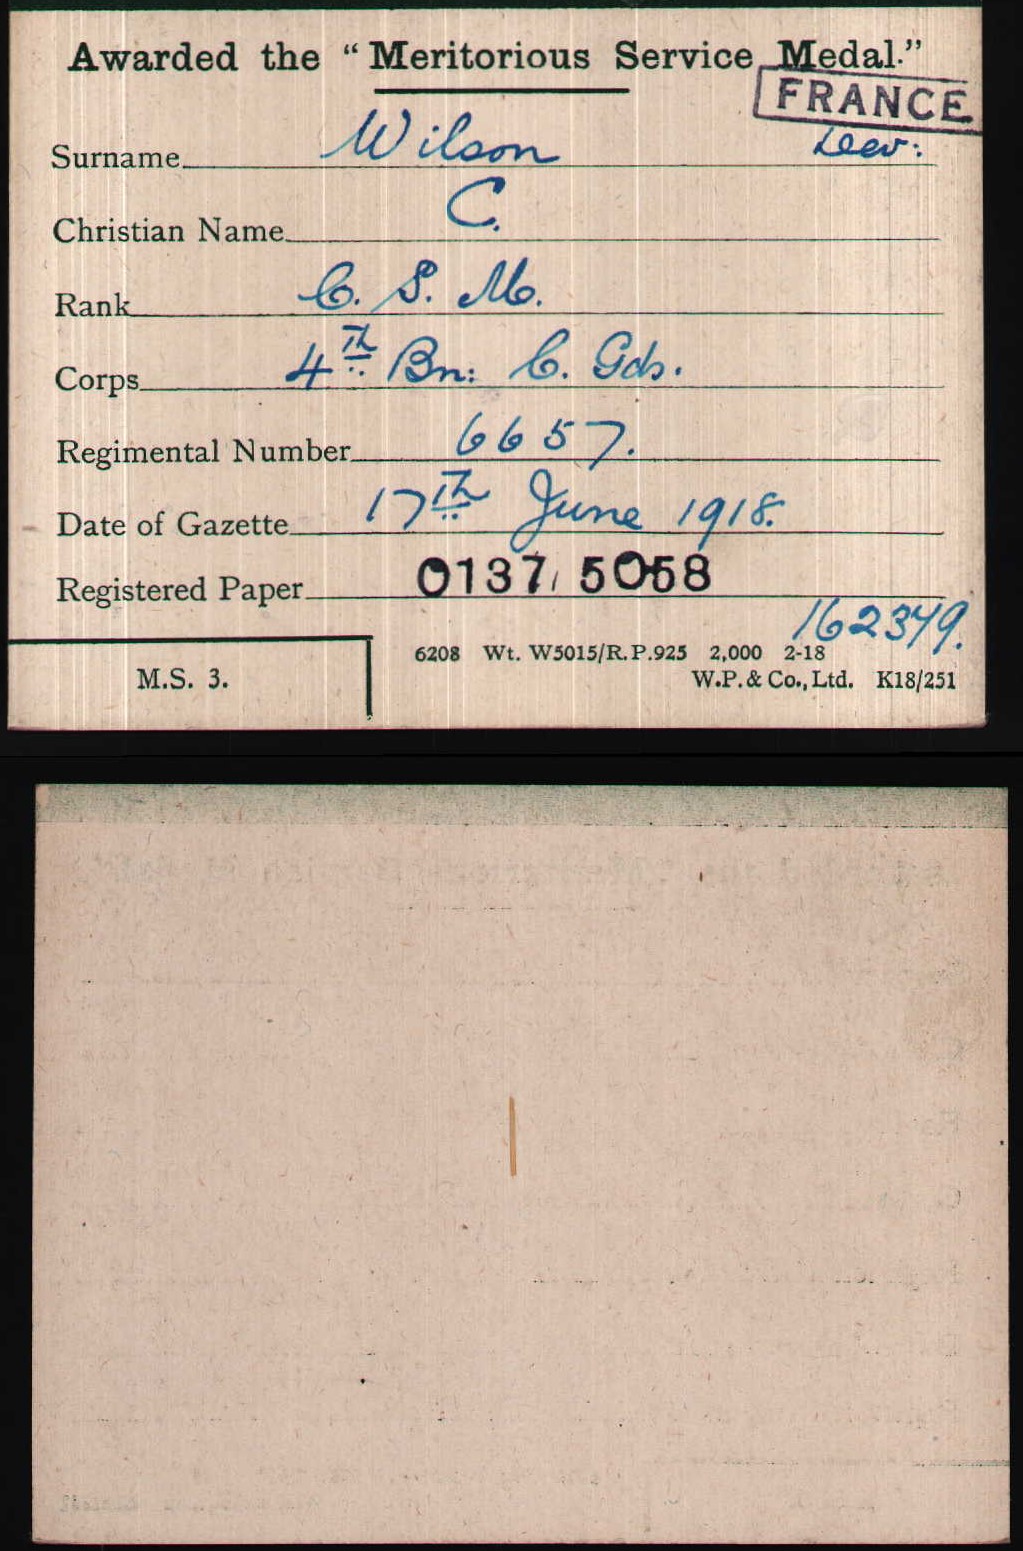 Awarded the “Meritorious Service Medal.”
FRANCE
Surname Wilson Dev:
Christian Name C.
Rank C. S. M.
Corps 4th Bn: C. Gds.
Regimental Number 6657.
Date of Gazette 17th June 1918.
Registered Paper 0137/5058
162379.
6208 Wt. W5015/R.P.925 2,000 2-18
M.S. 3.
W.P. & Co., Ltd. K18/251